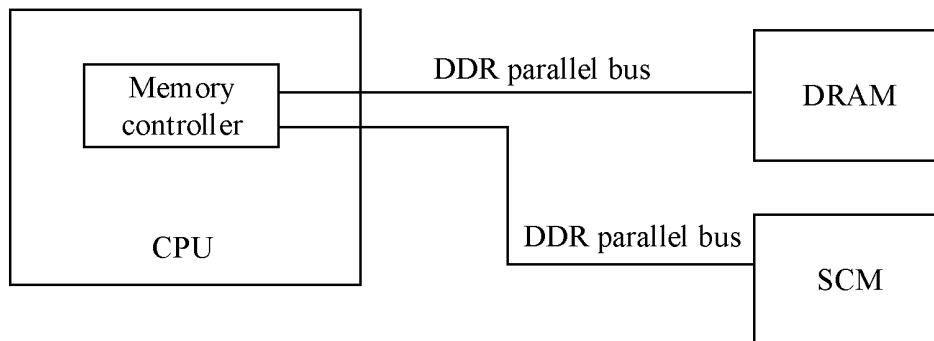 DDR parallel bus
Memory
controller
DRAM
CPU
DDR parallel bus
SCM